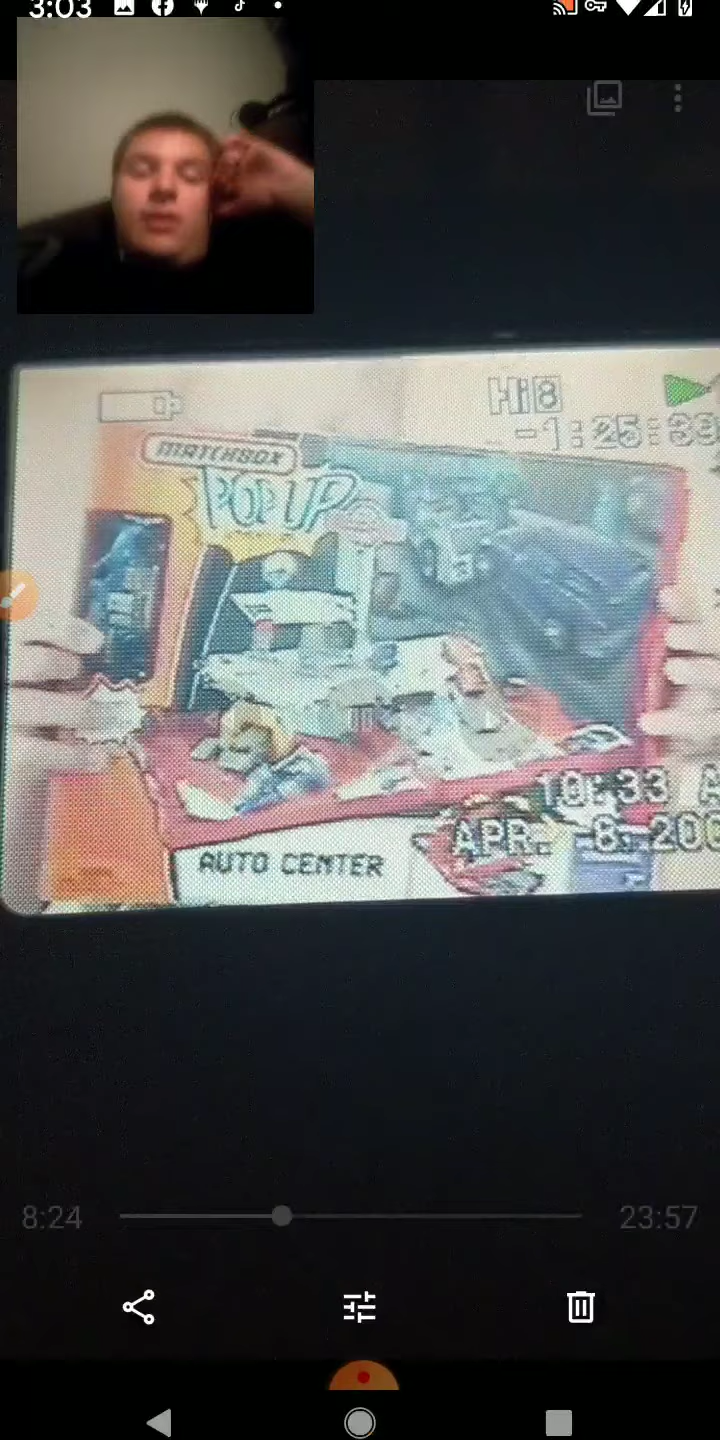 3:03
Hi8
-1:25:33
MATCHBOX
POP UP
10:33 A
APR. 8. 200
AUTO CENTER
8:24
23:57